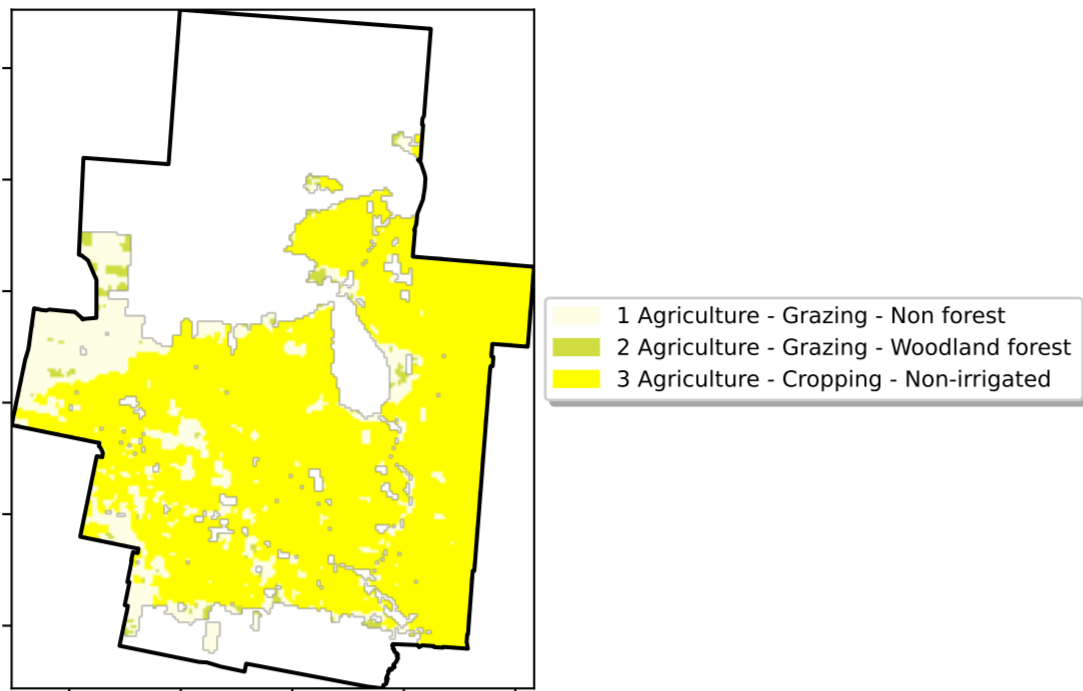 1 Agriculture - Grazing - Non forest
2 Agriculture - Grazing - Woodland forest
3 Agriculture - Cropping - Non-irrigated